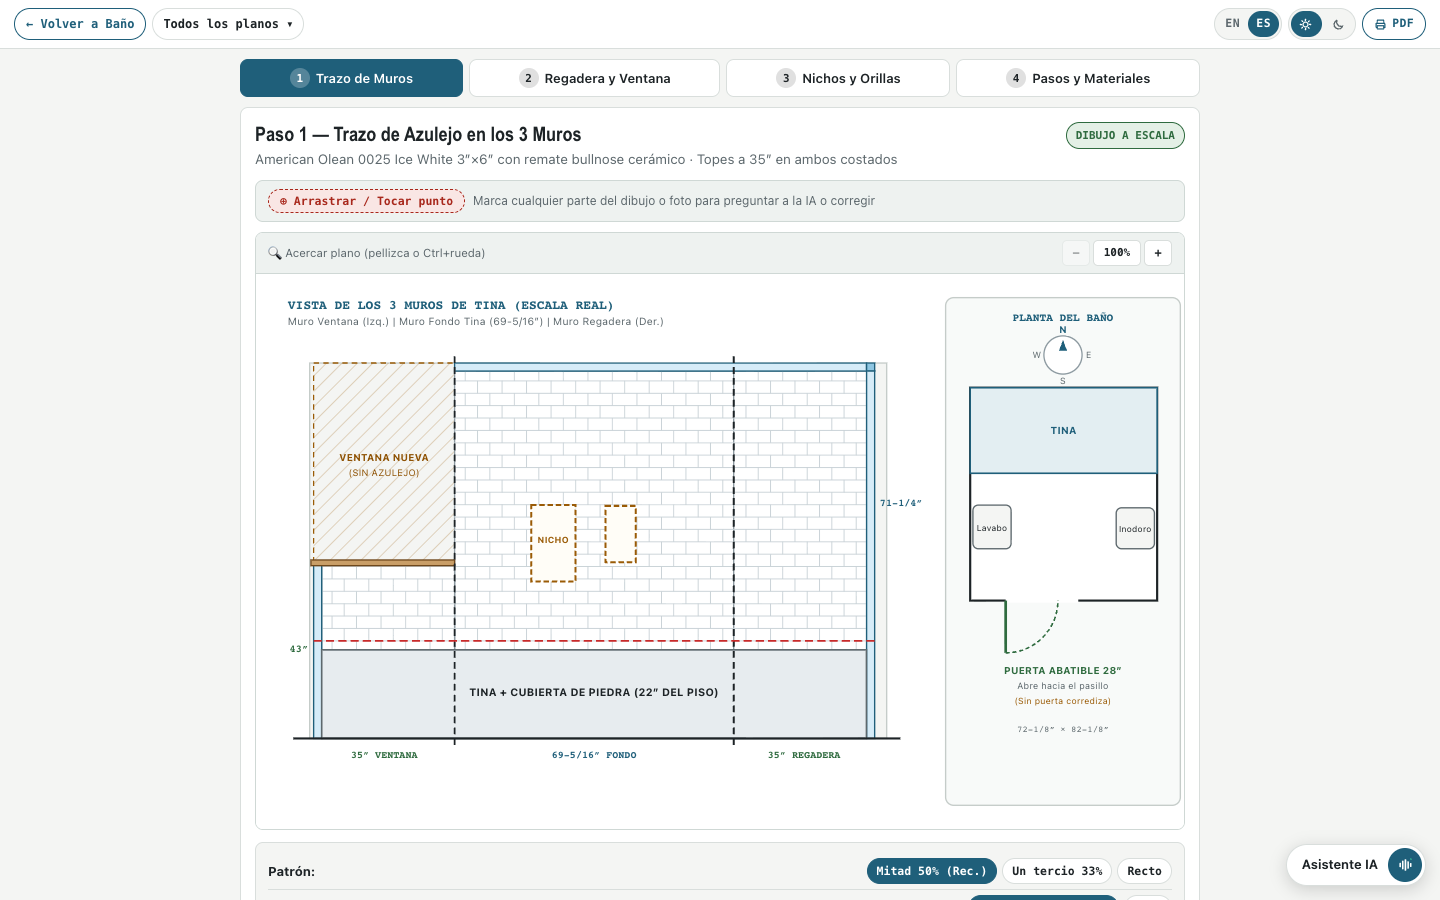 ← Volver a Baño
Todos los planos ▾
EN ES
PDF
1 Trazo de Muros
2 Regadera y Ventana
3 Nichos y Orillas
4 Pasos y Materiales
Paso 1 — Trazo de Azulejo en los 3 Muros
DIBUJO A ESCALA
American Olean 0025 Ice White 3″×6″ con remate bullnose cerámico · Topes a 35″ en ambos costados
⊕ Arrastrar / Tocar punto
Marca cualquier parte del dibujo o foto para preguntar a la IA o corregir
🔍 Acercar plano (pellizca o Ctrl+rueda)
− 100% +
VISTA DE LOS 3 MUROS DE TINA (ESCALA REAL)
Muro Ventana (Izq.) | Muro Fondo Tina (69-5/16″) | Muro Regadera (Der.)
VENTANA NUEVA
(SIN AZULEJO)
NICHO
71-1/4″
43″
TINA + CUBIERTA DE PIEDRA (22″ DEL PISO)
35″ VENTANA
69-5/16″ FONDO
35″ REGADERA
PLANTA DEL BAÑO
N
W
E
S
TINA
Lavabo
Inodoro
PUERTA ABATIBLE 28″
Abre hacia el pasillo
(Sin puerta corrediza)
72-1/8″ × 82-1/8″
Patrón:
Mitad 50% (Rec.)
Un tercio 33%
Recto
Asistente IA